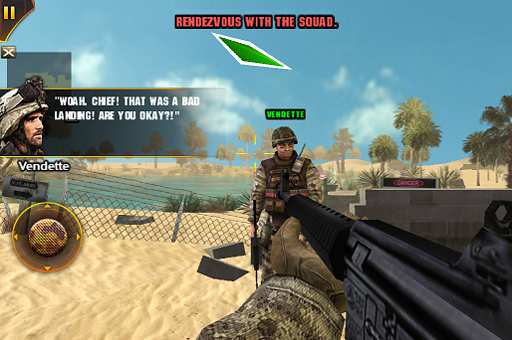 RENDEZVOUS WITH THE SQUAD.
"WOAH, CHIEF! THAT WAS A BAD
LANDING! ARE YOU OKAY?!"
VENDETTE
Vendette
DANGER